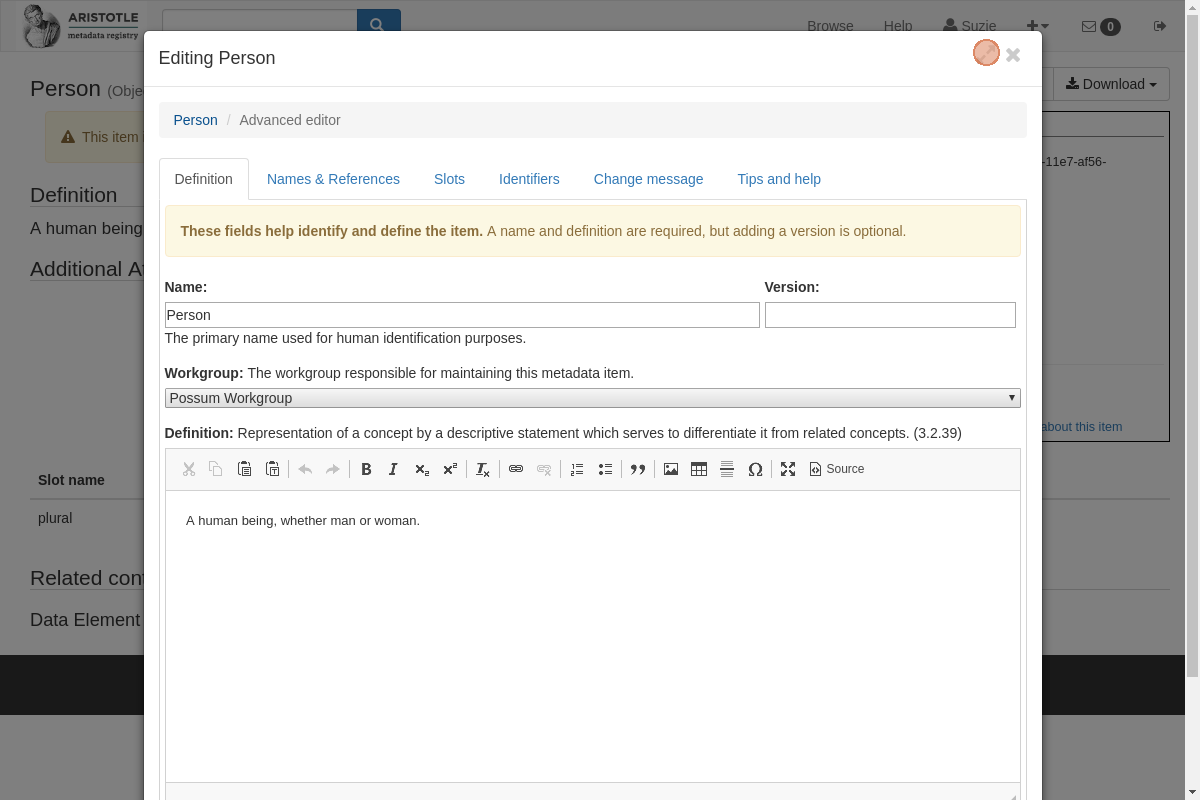 ARISTOTLE
metadata registry
Browse Help Suzie 0
Editing Person
Person (Obje
Download
Person / Advanced editor
This item
-11e7-af56-
Definition Names & References Slots Identifiers Change message Tips and help
Definition
These fields help identify and define the item. A name and definition are required, but adding a version is optional.
A human being
Additional A
Name: Version:
Person
The primary name used for human identification purposes.
Workgroup: The workgroup responsible for maintaining this metadata item.
Possum Workgroup
about this item
Definition: Representation of a concept by a descriptive statement which serves to differentiate it from related concepts. (3.2.39)
Source
Slot name
plural
A human being, whether man or woman.
Related con
Data Element